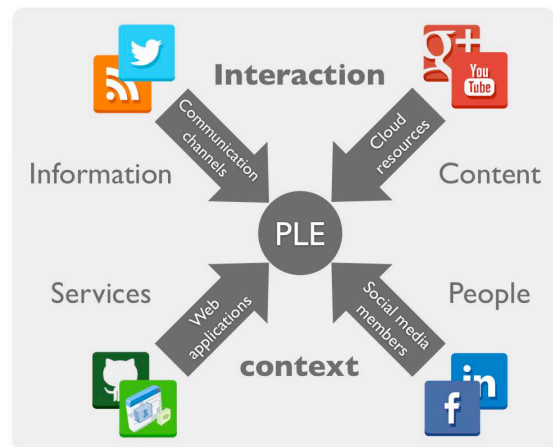 g+
You
Tube
Interaction
Communication
channels
Cloud
resources
Information
Content
PLE
Services
People
Web
applications
Social media
members
context
in
f